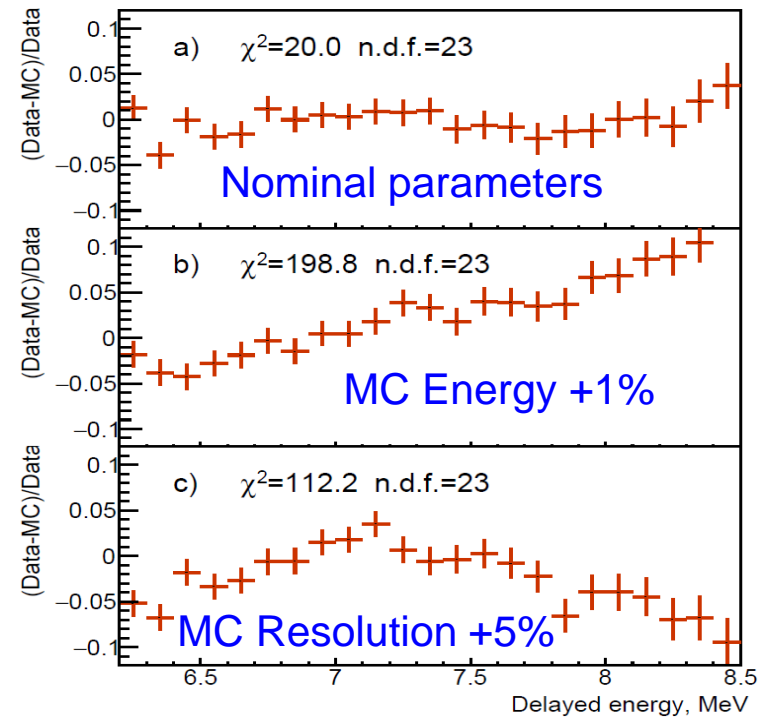 (Data-MC)/Data
0.1
0.05
0
−0.05
−0.1
a) χ²=20.0 n.d.f.=23
Nominal parameters
(Data-MC)/Data
0.1
0.05
0
−0.05
−0.1
b) χ²=198.8 n.d.f.=23
MC Energy +1%
(Data-MC)/Data
0.1
0.05
0
−0.05
−0.1
c) χ²=112.2 n.d.f.=23
MC Resolution +5%
6.5 7 7.5 8 8.5
Delayed energy, MeV